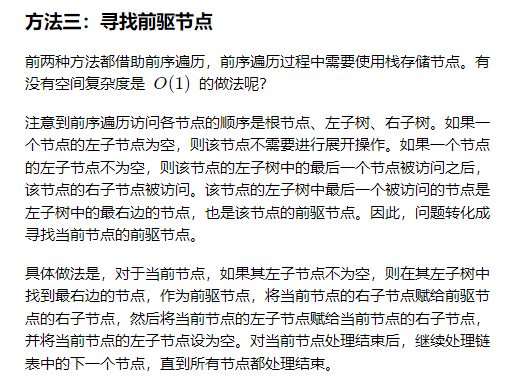 方法三：寻找前驱节点
前两种方法都借助前序遍历，前序遍历过程中需要使用栈存储节点。有
没有空间复杂度是 O(1) 的做法呢？
注意到前序遍历访问各节点的顺序是根节点、左子树、右子树。如果一
个节点的左子节点为空，则该节点不需要进行展开操作。如果一个节点
的左子节点不为空，则该节点的左子树中的最后一个节点被访问之后，
该节点的右子节点被访问。该节点的左子树中最后一个被访问的节点是
左子树中的最右边的节点，也是该节点的前驱节点。因此，问题转化成
寻找当前节点的前驱节点。
具体做法是，对于当前节点，如果其左子节点不为空，则在其左子树中
找到最右边的节点，作为前驱节点，将当前节点的右子节点赋给前驱节
点的右子节点，然后将当前节点的左子节点赋给当前节点的右子节点，
并将当前节点的左子节点设为空。对当前节点处理结束后，继续处理链
表中的下一个节点，直到所有节点都处理结束。